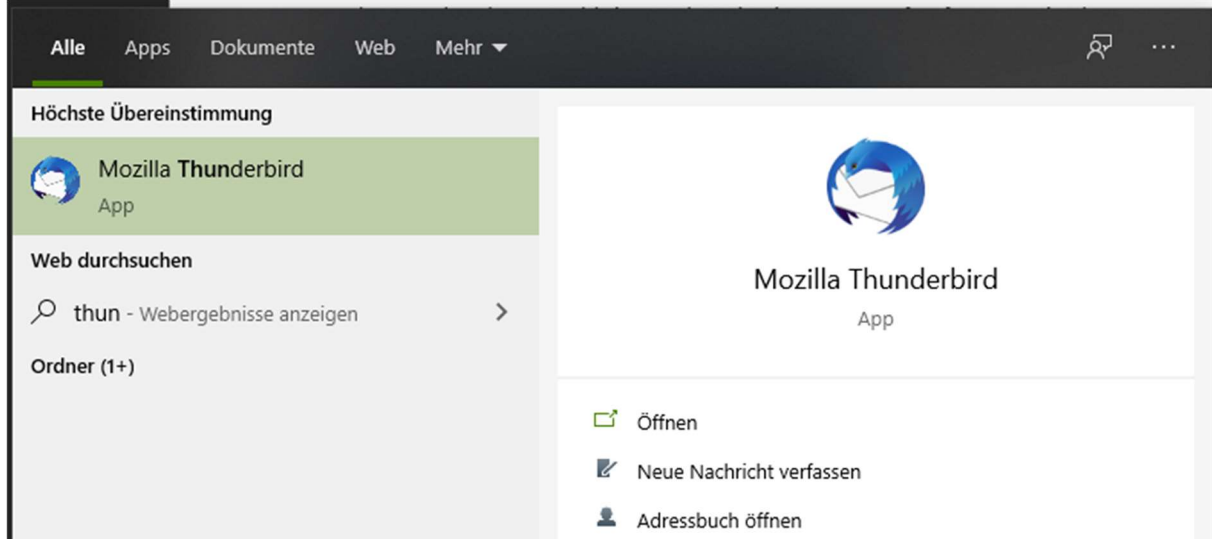 Alle Apps Dokumente Web Mehr
Höchste Übereinstimmung
Mozilla Thunderbird
App
Web durchsuchen
thun - Webergebnisse anzeigen
Ordner (1+)
Mozilla Thunderbird
App
Öffnen
Neue Nachricht verfassen
Adressbuch öffnen